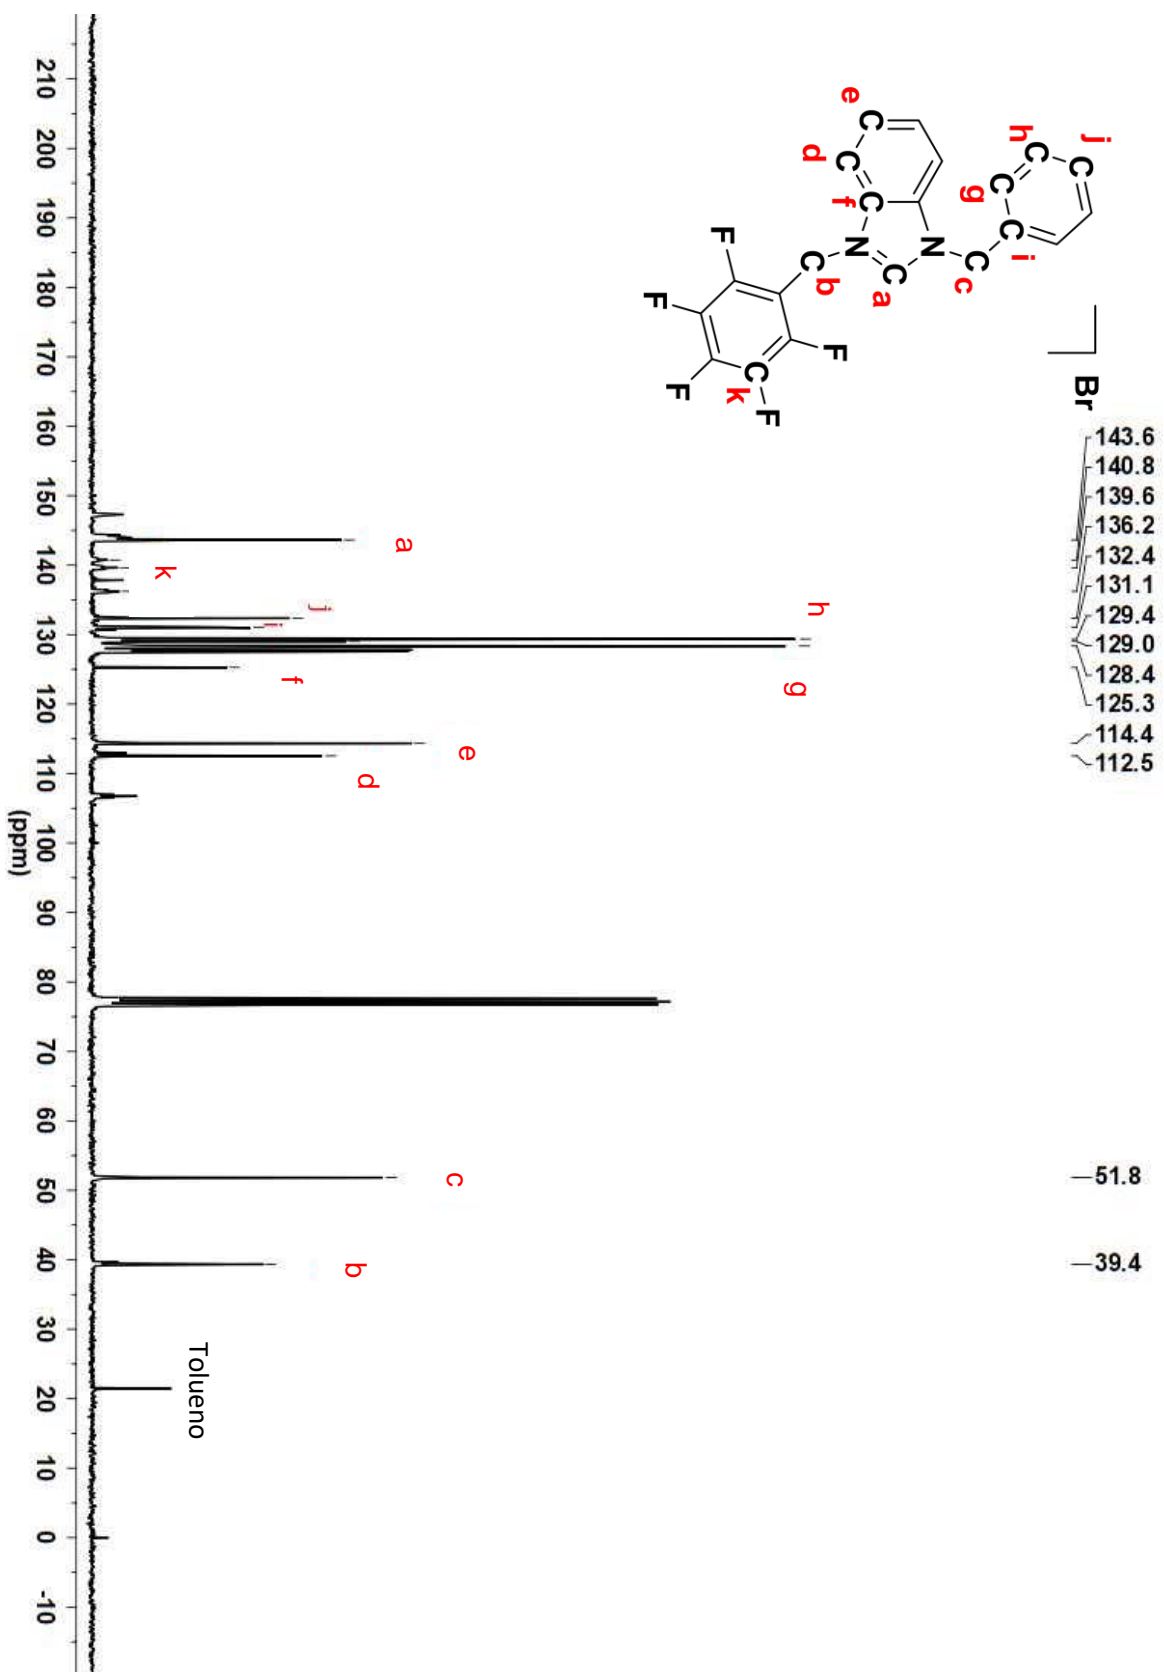 Br
e
d
f
h
g
j
i
c
a
b
k
C
C
C
C
C
C
C
C
C
C
C
N
N
F
F
F
F
F
143.6
140.8
139.6
136.2
132.4
131.1
129.4
129.0
128.4
125.3
114.4
112.5
51.8
39.4
a
k
j
i
h
g
f
e
d
c
b
Tolueno
210 200 190 180 170 160 150 140 130 120 110 100 90 80 70 60 50 40 30 20 10 0 -10
(ppm)